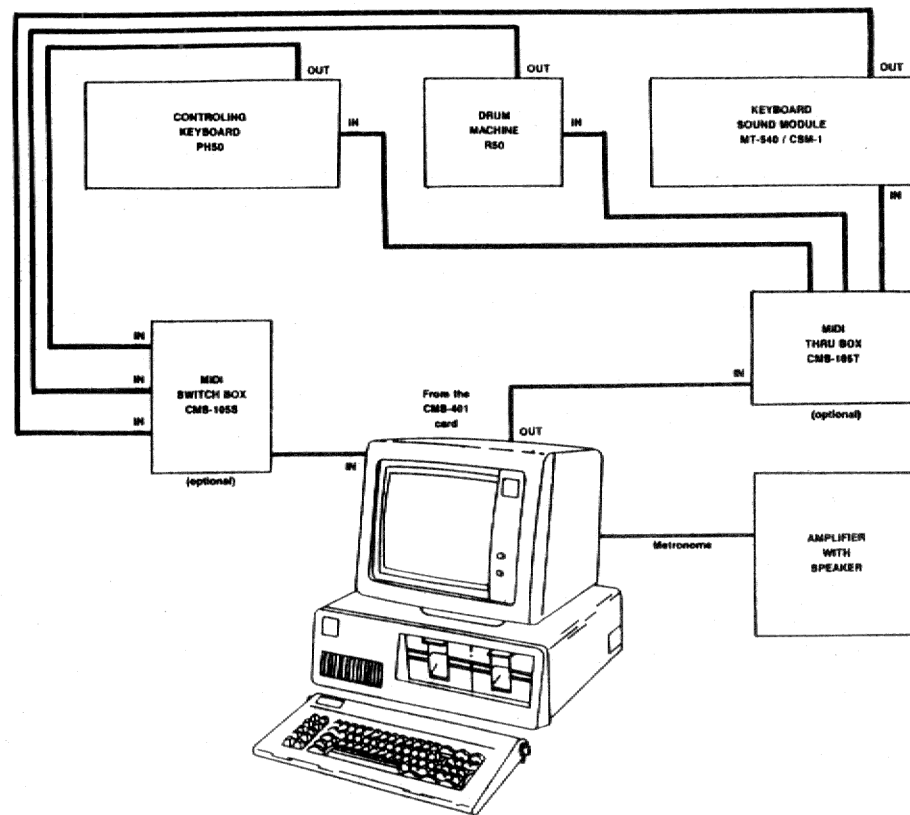 OUT
OUT
OUT
CONTROLING
KEYBOARD
PH50
IN
DRUM
MACHINE
R50
IN
KEYBOARD
SOUND MODULE
MT-540 / CSM-1
IN
IN
IN
IN
MIDI
SWITCH BOX
CMS-105S
(optional)
MIDI
THRU BOX
CMS-105T
IN
(optional)
From the
CMS-401
card
OUT
IN
Metronome
AMPLIFIER
WITH
SPEAKER